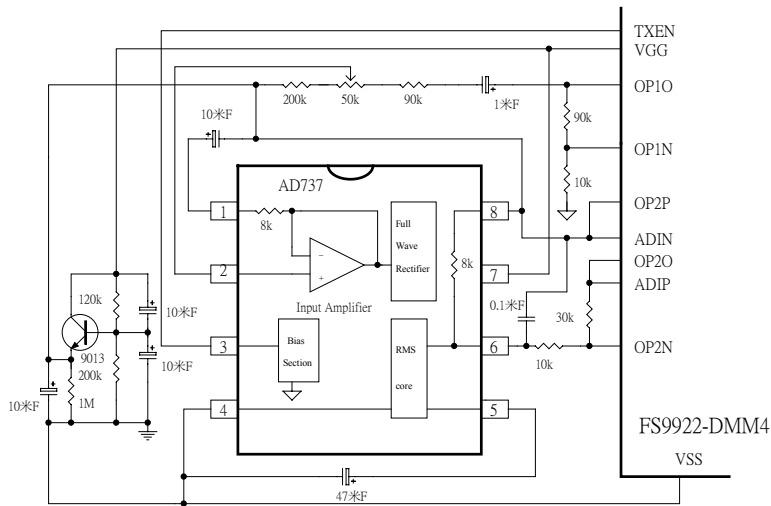 TXEN
VGG
OP1O
200k
50k
90k
1米F
90k
10米F
OP1N
10k
AD737
OP2P
1
8k
Full
Wave
Rectifier
8
ADIN
8k
OP2O
2
7
ADIP
120k
10米F
Input Amplifier
0.1米F
30k
9013
10米F
3
Bias
Section
RMS
core
6
10k
OP2N
200k
10米F
1M
4
5
FS9922-DMM4
VSS
47米F